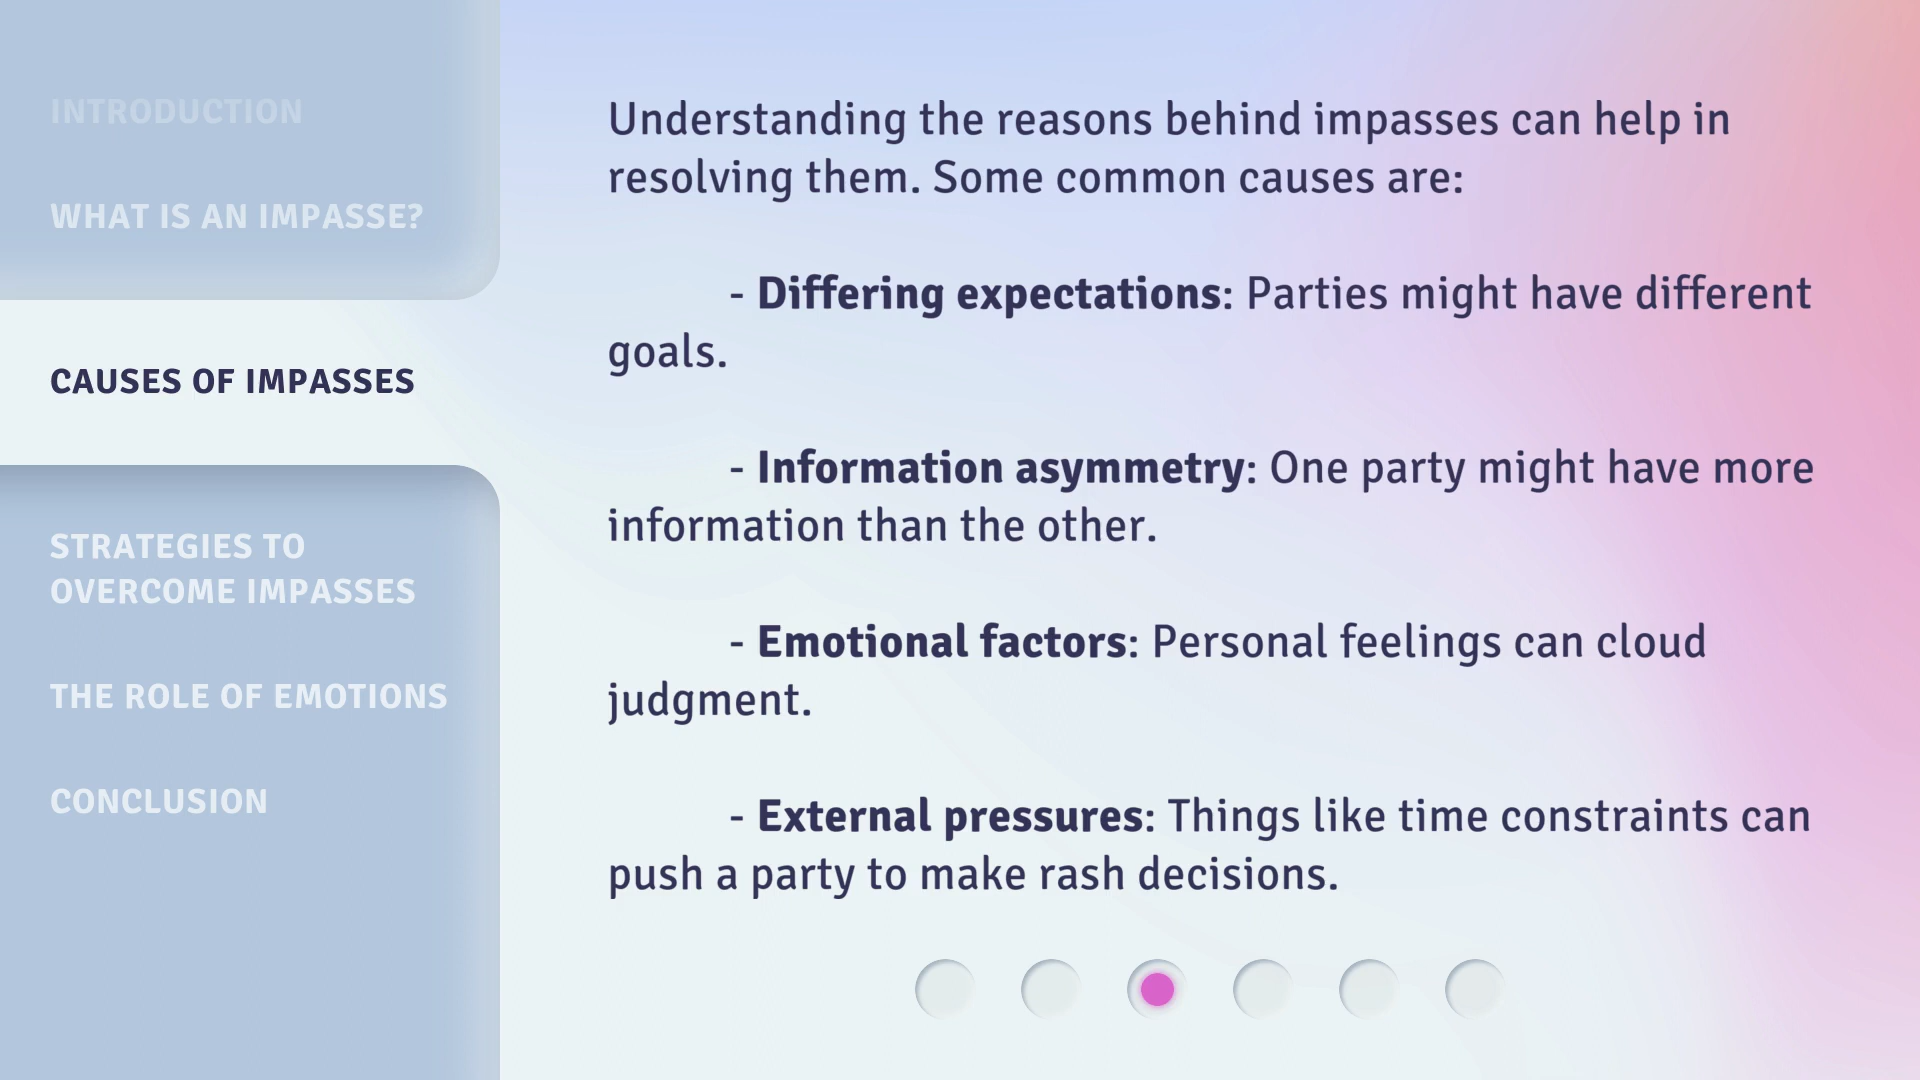 INTRODUCTION
WHAT IS AN IMPASSE?
CAUSES OF IMPASSES
STRATEGIES TO
OVERCOME IMPASSES
THE ROLE OF EMOTIONS
CONCLUSION
Understanding the reasons behind impasses can help in
resolving them. Some common causes are:
- Differing expectations: Parties might have different
goals.
- Information asymmetry: One party might have more
information than the other.
- Emotional factors: Personal feelings can cloud
judgment.
- External pressures: Things like time constraints can
push a party to make rash decisions.